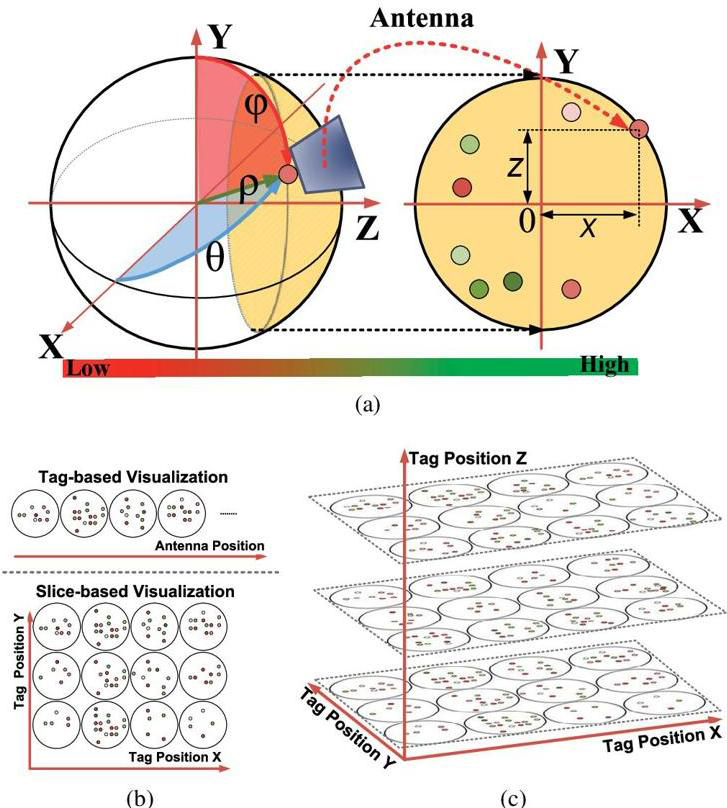 Antenna
Y
φ
ρ
θ
Z
X
Y
z
0
x
X
Low
High
(a)
Tag-based Visualization
Antenna Position
Slice-based Visualization
Tag Position Y
Tag Position X
(b)
Tag Position Z
Tag Position Y
Tag Position X
(c)